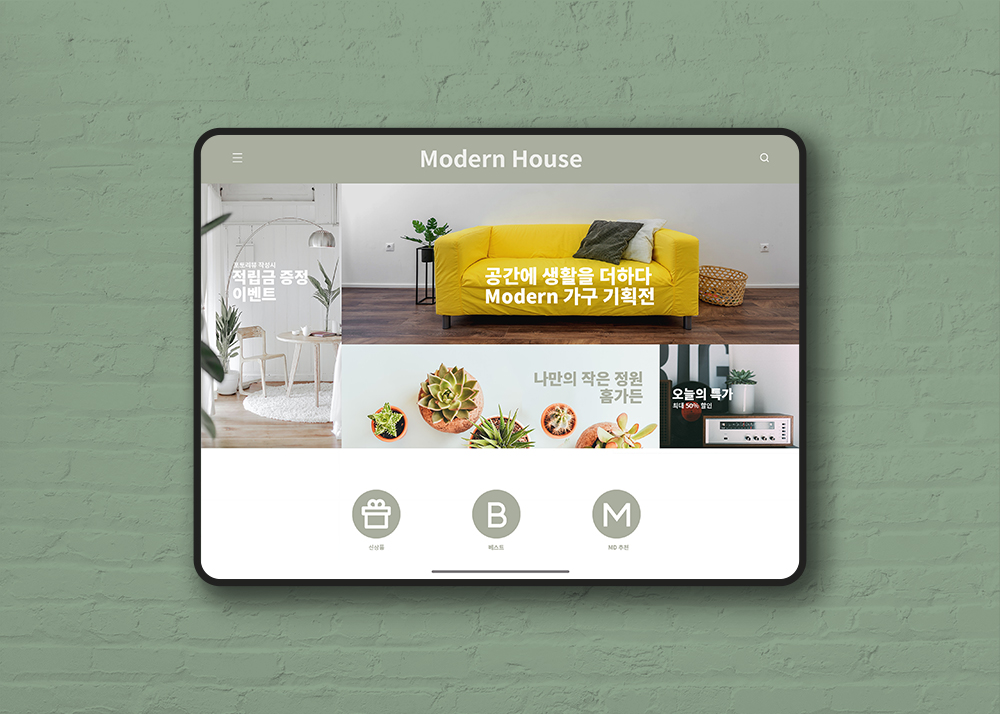 Modern House
포토리뷰 작성시
적립금 증정
이벤트
공간에 생활을 더하다
Modern 가구 기획전
나만의 작은 정원
홈가든
오늘의 특가
최대 50% 할인
B
M
신상품
베스트
MD 추천